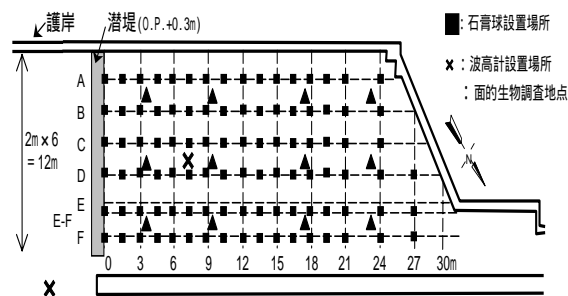 護岸
潜堤(O.P.+0.3m)
■:石膏球設置場所
×:波高計設置場所
:面的生物調査地点
A
B
C
D
E
E-F
F
2m×6
=12m
N
0 3 6 9 12 15 18 21 24 27 30m